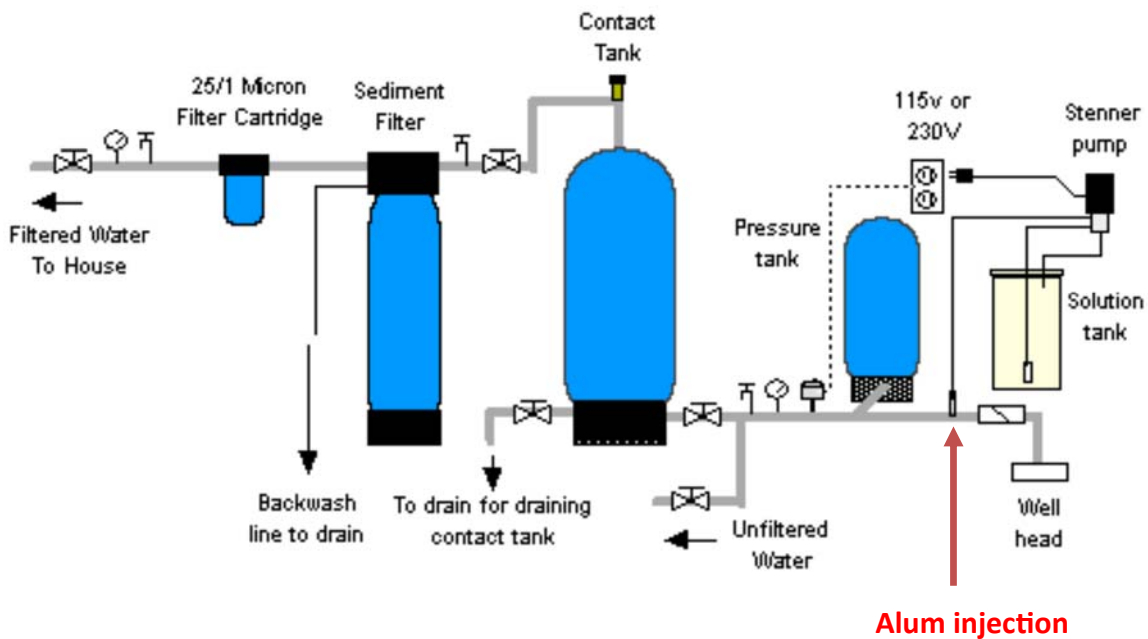 Contact
Tank
25/1 Micron
Filter Cartridge
Sediment
Filter
115v or
230V
Stenner
pump
Pressure
tank
Filtered Water
To House
Solution
tank
Backwash
line to drain
To drain for draining
contact tank
Unfiltered
Water
Well
head
Alum injection